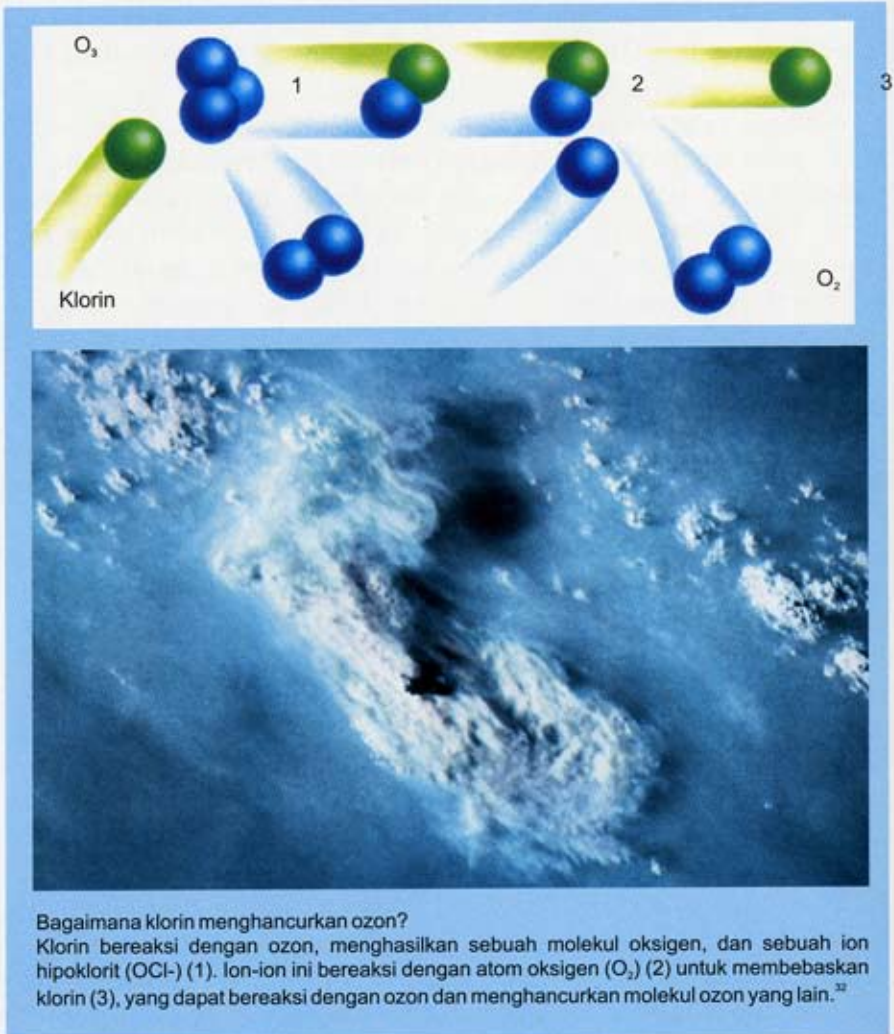 O₃
1
2
3
Klorin
O₂
Bagaimana klorin menghancurkan ozon?
Klorin bereaksi dengan ozon, menghasilkan sebuah molekul oksigen, dan sebuah ion
hipoklorit (OCl-) (1). Ion-ion ini bereaksi dengan atom oksigen (O₂) (2) untuk membebaskan
klorin (3), yang dapat bereaksi dengan ozon dan menghancurkan molekul ozon yang lain.³²